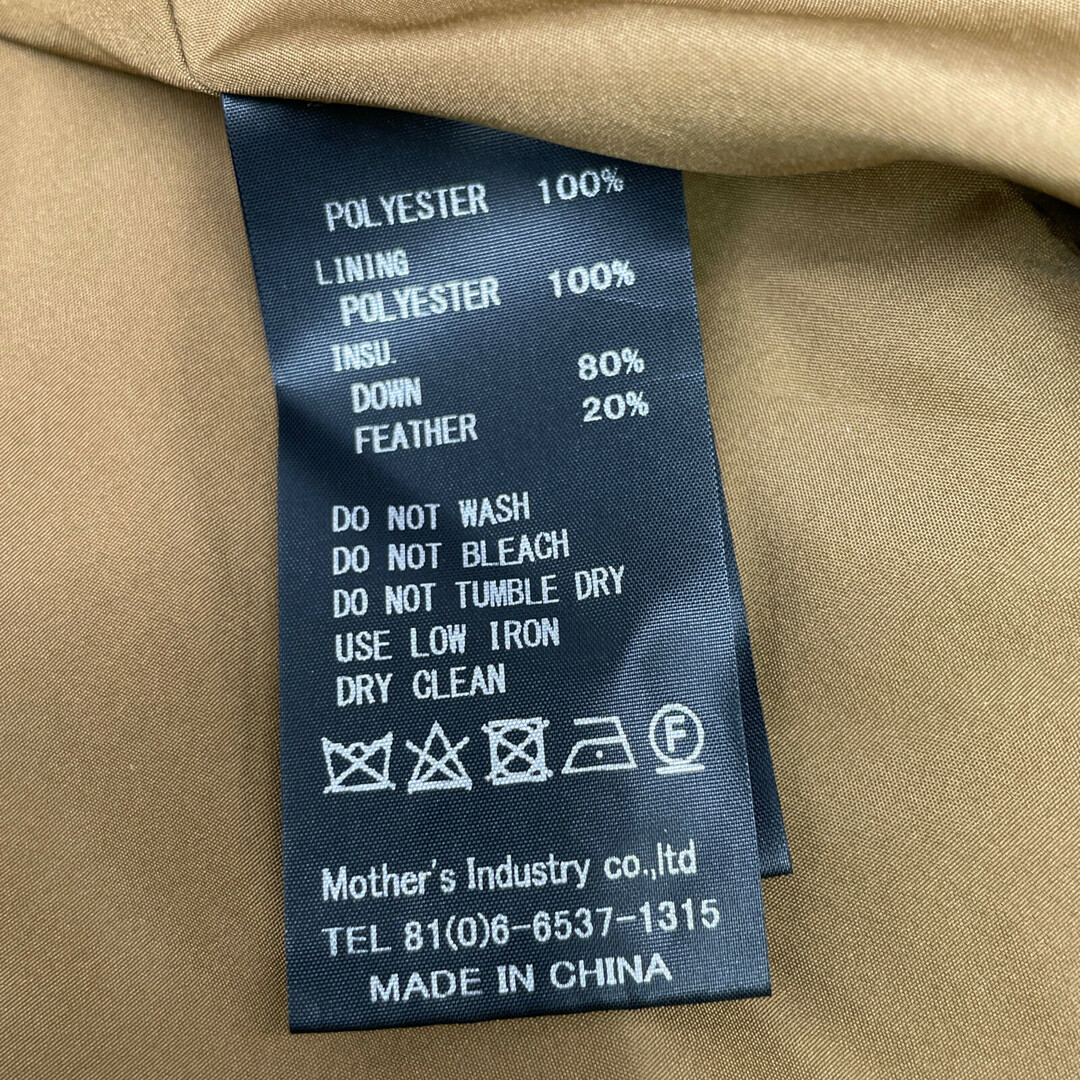 POLYESTER 100%
LINING
POLYESTER 100%
INSU.
DOWN 80%
FEATHER 20%
DO NOT WASH
DO NOT BLEACH
DO NOT TUMBLE DRY
USE LOW IRON
DRY CLEAN
F
Mother's Industry co.,ltd
TEL 81(0)6-6537-1315
MADE IN CHINA